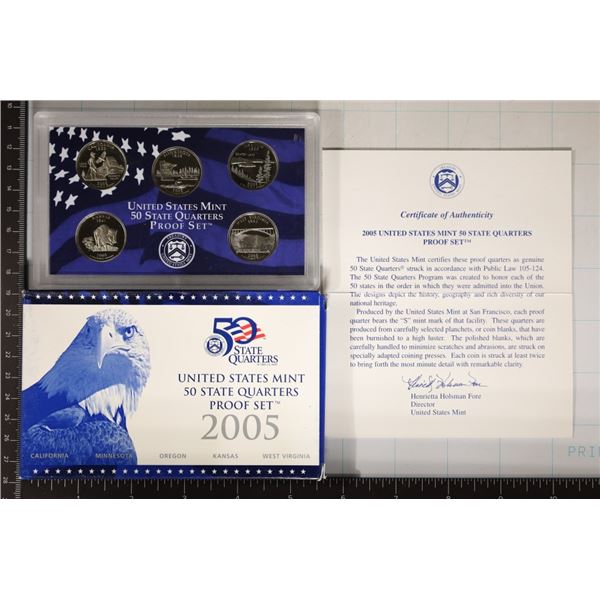 UNITED STATES MINT
50 STATE QUARTERS
PROOF SET™
50
STATE
QUARTERS
UNITED STATES MINT
50 STATE QUARTERS
PROOF SET™
2005
CALIFORNIA MINNESOTA OREGON KANSAS WEST VIRGINIA
Certificate of Authenticity
2005 UNITED STATES MINT 50 STATE QUARTERS
PROOF SET™
The United States Mint certifies these proof quarters as genuine
50 State Quarters® struck in accordance with Public Law 105-124.
The 50 State Quarters Program was created to honor each of the
50 states in the order in which they were admitted into the Union.
The designs depict the history, geography and rich diversity of our
national heritage.
Produced by the United States Mint at San Francisco, each proof
quarter bears the "S" mint mark of that facility. These quarters are
produced from carefully selected planchets, or coin blanks, that have
been burnished to a high luster. The polished blanks, which are
carefully handled to minimize scratches and abrasions, are struck on
specially adapted coining presses. Each coin is struck at least twice
to bring forth the most minute detail with remarkable clarity.
Henrietta Holsman Fore
Henrietta Holsman Fore
Director
United States Mint
PRI